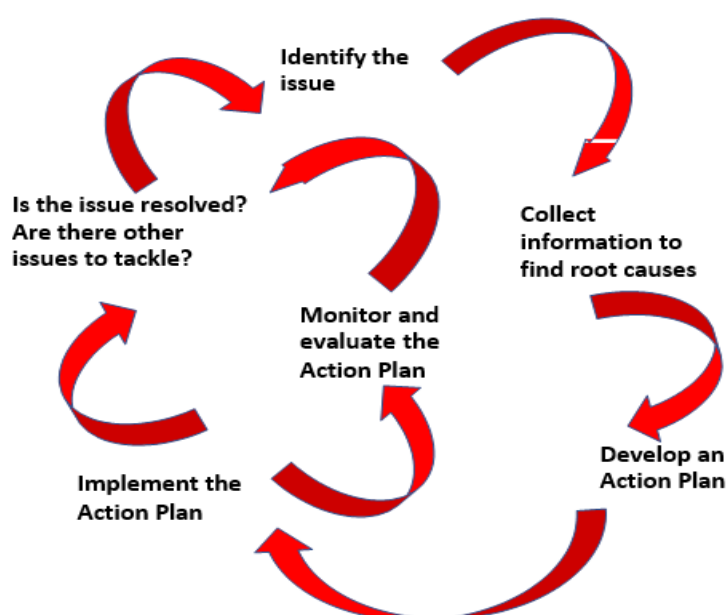 Identify the
issue
Collect
information to
find root causes
Develop an
Action Plan
Implement the
Action Plan
Monitor and
evaluate the
Action Plan
Is the issue resolved?
Are there other
issues to tackle?